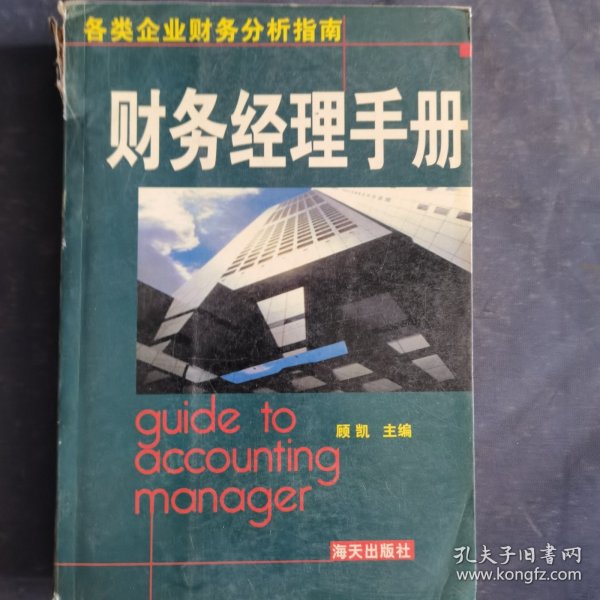 各类企业财务分析指南
财务经理手册
guide to
accounting
manager
顾凯 主编
海天出版社
孔夫子旧书网
www.kongfz.com